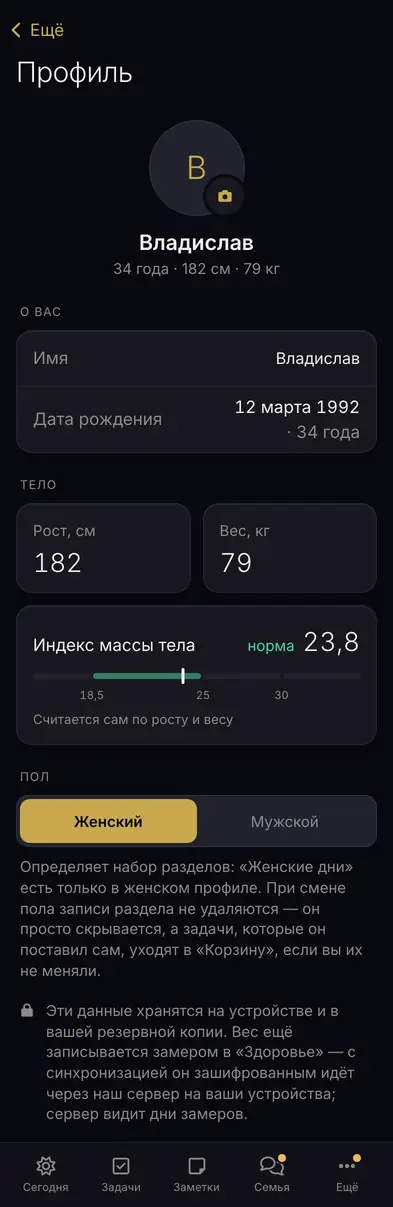 Ещё
Профиль
В
Владислав
34 года · 182 см · 79 кг
О ВАС
Имя Владислав
Дата рождения 12 марта 1992
· 34 года
ТЕЛО
Рост, см Вес, кг
182 79
Индекс массы тела норма 23,8
18,5 25 30
Считается сам по росту и весу
ПОЛ
Женский Мужской
Определяет набор разделов: «Женские дни»
есть только в женском профиле. При смене
пола записи раздела не удаляются — он
просто скрывается, а задачи, которые он
поставил сам, уходят в «Корзину», если вы их
не меняли.
Эти данные хранятся на устройстве и в
вашей резервной копии. Вес ещё
записывается замером в «Здоровье» — с
синхронизацией он зашифрованным идёт
через наш сервер на ваши устройства;
сервер видит дни замеров.
Сегодня Задачи Заметки Семья Ещё